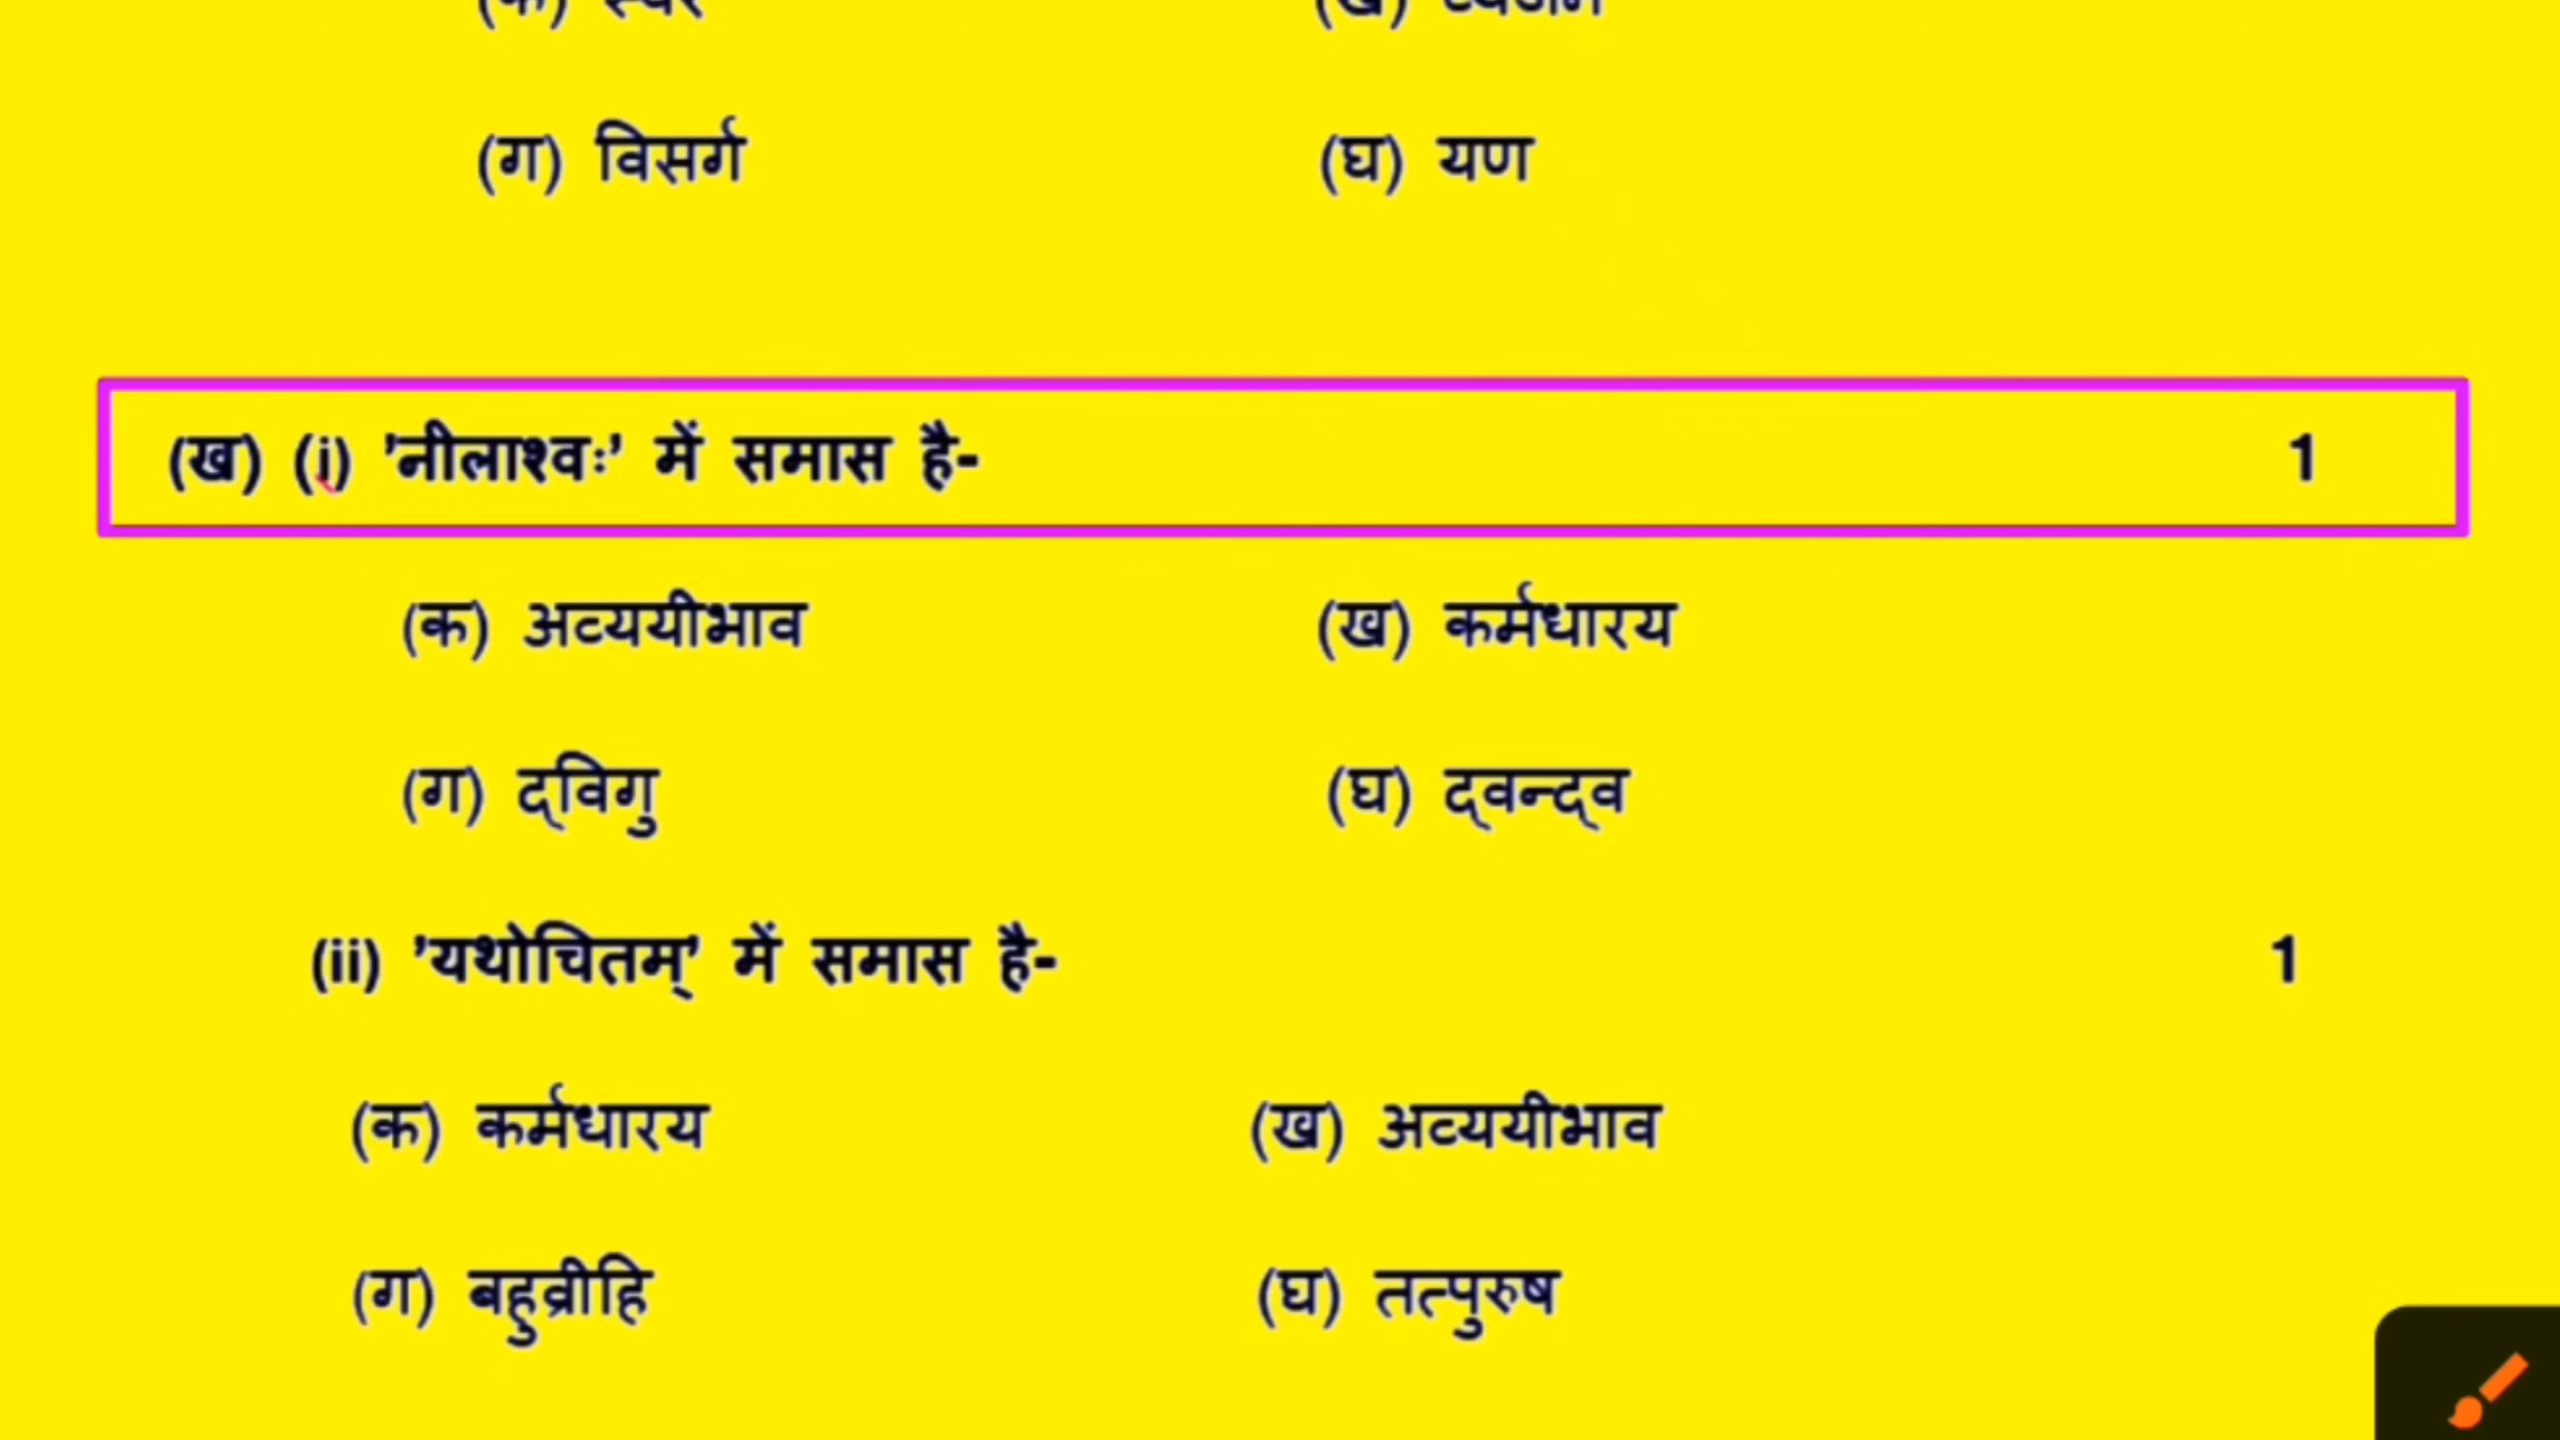 (ग) विसर्ग (घ) यण
(ख) (i) 'नीलाश्वः' में समास है- 1
(क) अव्ययीभाव (ख) कर्मधारय
(ग) द्विगु (घ) द्वन्द्व
(ii) 'यथोचितम्' में समास है- 1
(क) कर्मधारय (ख) अव्ययीभाव
(ग) बहुव्रीहि (घ) तत्पुरुष